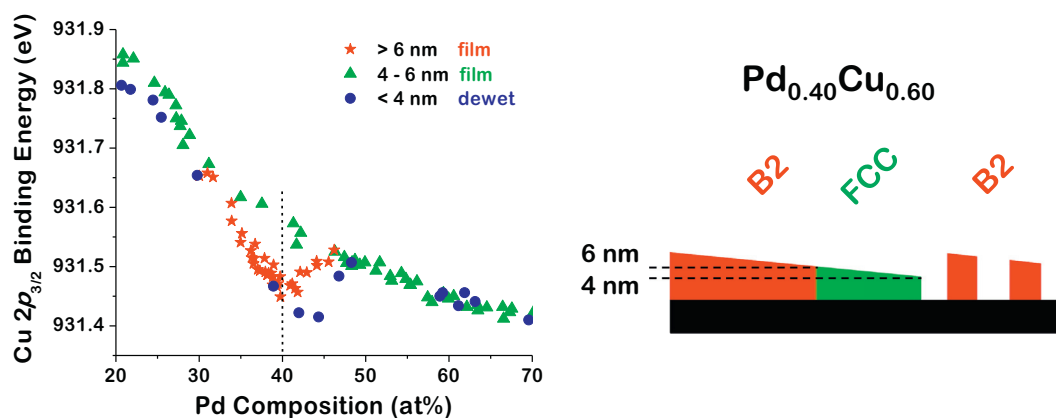 Cu 2p3/2 Binding Energy (eV)
931.9
931.8
931.7
931.6
931.5
931.4
20 30 40 50 60 70
Pd Composition (at%)
> 6 nm film
4 - 6 nm film
< 4 nm dewet
Pd0.40Cu0.60
B2 FCC B2
6 nm
4 nm